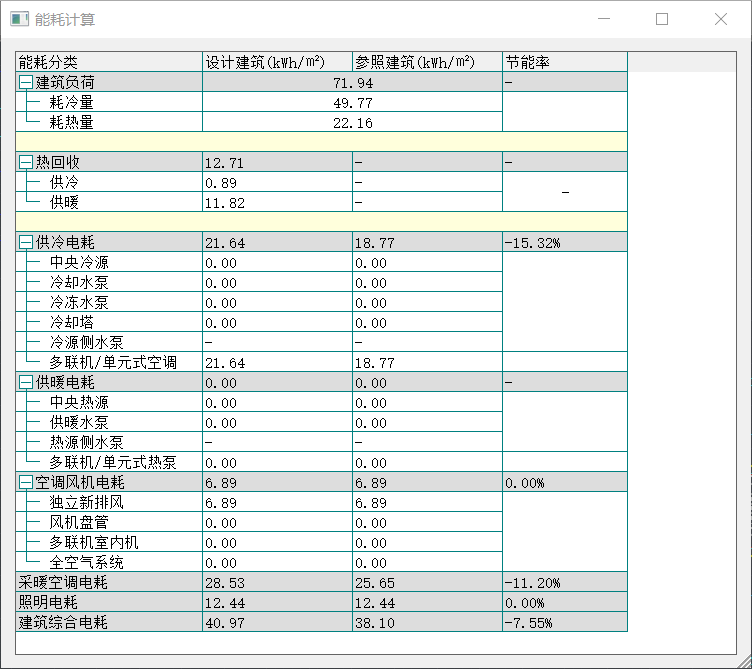 能耗计算
能耗分类 设计建筑(kWh/㎡) 参照建筑(kWh/㎡) 节能率
建筑负荷 71.94 -
耗冷量 49.77
耗热量 22.16
热回收 12.71 - -
供冷 0.89 - -
供暖 11.82 -
供冷电耗 21.64 18.77 -15.32%
中央冷源 0.00 0.00
冷却水泵 0.00 0.00
冷冻水泵 0.00 0.00
冷却塔 0.00 0.00
冷源侧水泵 - -
多联机/单元式空调 21.64 18.77
供暖电耗 0.00 0.00 -
中央热源 0.00 0.00
供暖水泵 0.00 0.00
热源侧水泵 - -
多联机/单元式热泵 0.00 0.00
空调风机电耗 6.89 6.89 0.00%
独立新排风 6.89 6.89
风机盘管 0.00 0.00
多联机室内机 0.00 0.00
全空气系统 0.00 0.00
采暖空调电耗 28.53 25.65 -11.20%
照明电耗 12.44 12.44 0.00%
建筑综合电耗 40.97 38.10 -7.55%